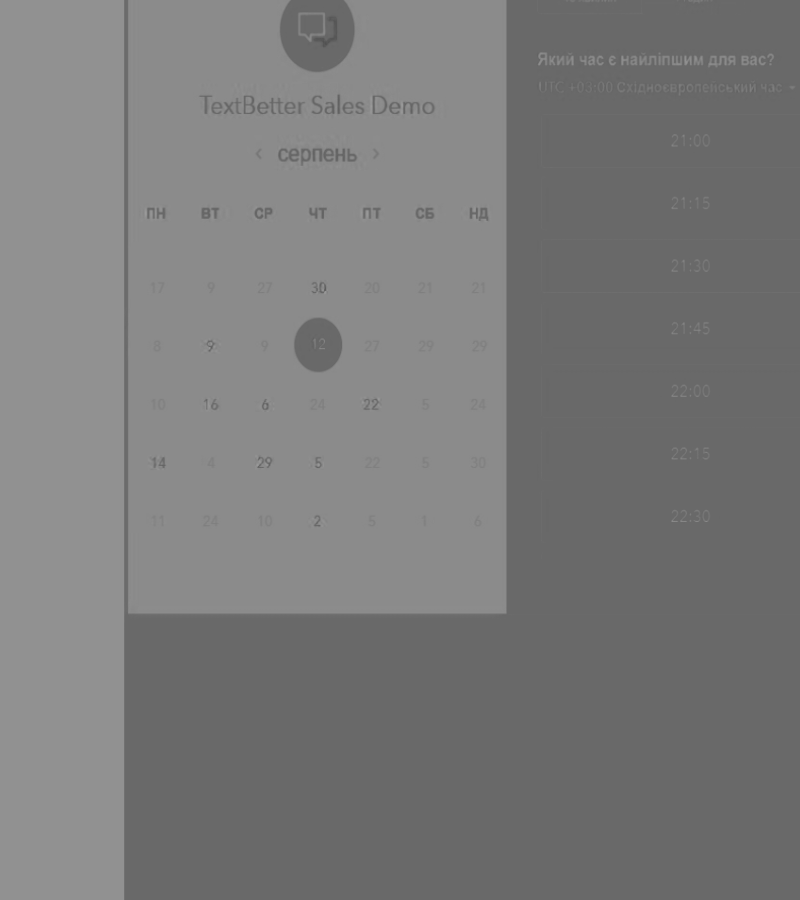 TextBetter Sales Demo
‹ серпень ›
ПН ВТ СР ЧТ ПТ СБ НД
17 9 27 30 20 21 21
8 9 9 12 27 29 29
10 16 6 24 22 5 24
14 4 29 5 22 5 30
11 24 10 2 5 1 6
Який час є найліпшим для вас?
UTC +03:00 Східноєвропейський час
21:00
21:15
21:30
21:45
22:00
22:15
22:30